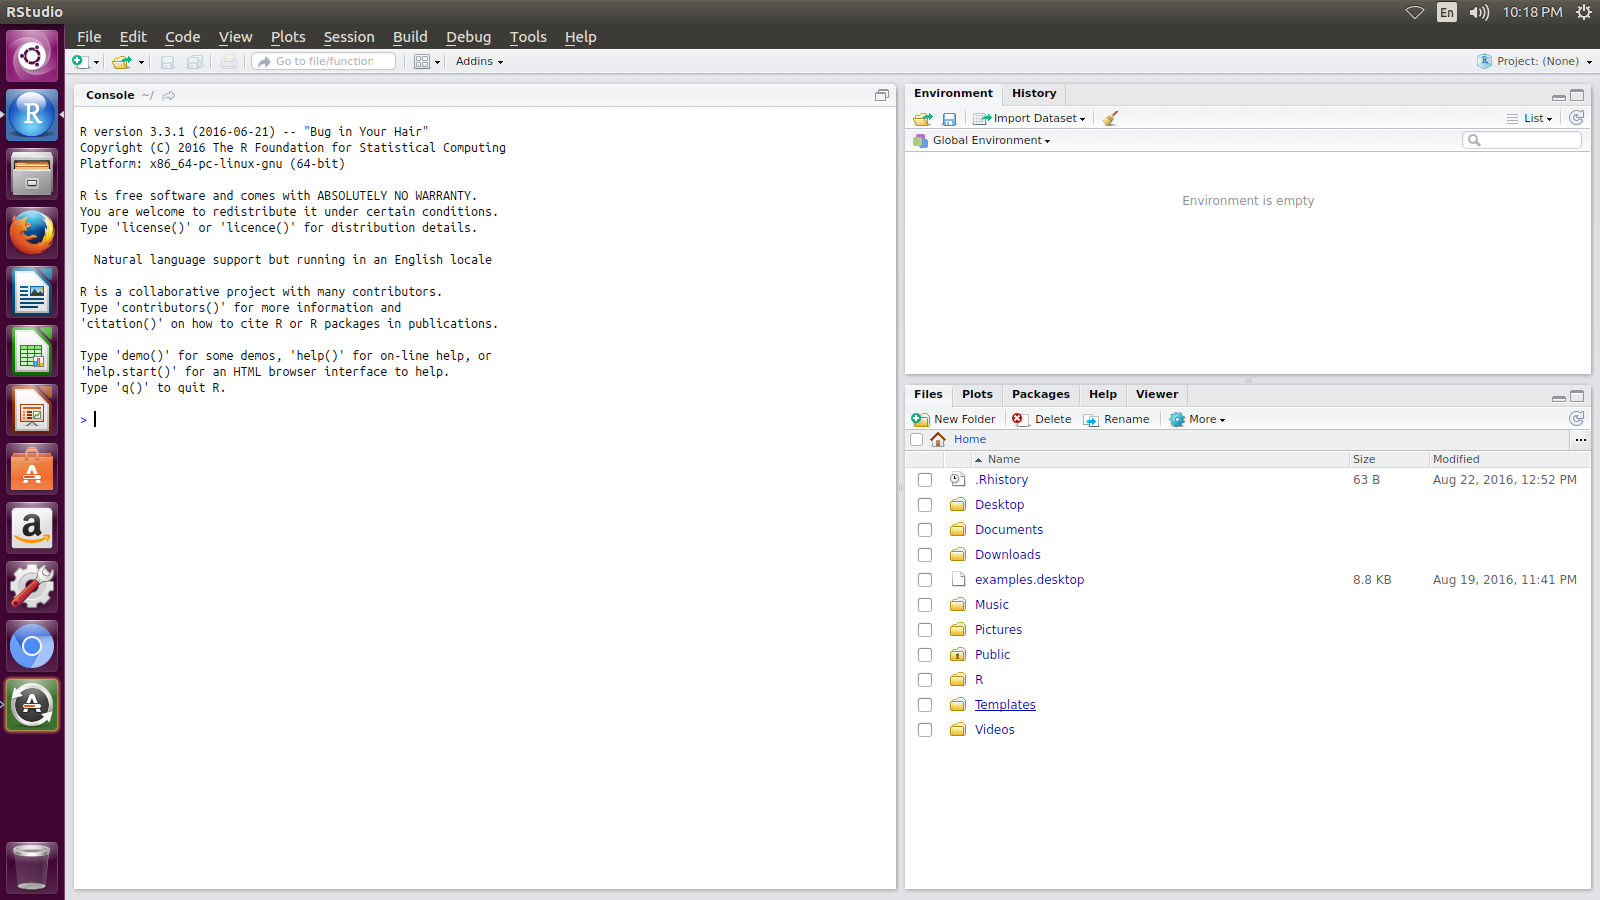 RStudio
En
10:18 PM
File Edit Code View Plots Session Build Debug Tools Help
Go to file/function
Addins
Project: (None)
Console ~/
R version 3.3.1 (2016-06-21) -- "Bug in Your Hair"
Copyright (C) 2016 The R Foundation for Statistical Computing
Platform: x86_64-pc-linux-gnu (64-bit)
R is free software and comes with ABSOLUTELY NO WARRANTY.
You are welcome to redistribute it under certain conditions.
Type 'license()' or 'licence()' for distribution details.
Natural language support but running in an English locale
R is a collaborative project with many contributors.
Type 'contributors()' for more information and
'citation()' on how to cite R or R packages in publications.
Type 'demo()' for some demos, 'help()' for on-line help, or
'help.start()' for an HTML browser interface to help.
Type 'q()' to quit R.
>
Environment History
Import Dataset
List
Global Environment
Environment is empty
Files Plots Packages Help Viewer
New Folder Delete Rename More
Home
...
Name Size Modified
.Rhistory 63 B Aug 22, 2016, 12:52 PM
Desktop
Documents
Downloads
examples.desktop 8.8 KB Aug 19, 2016, 11:41 PM
Music
Pictures
Public
R
Templates
Videos
R
a